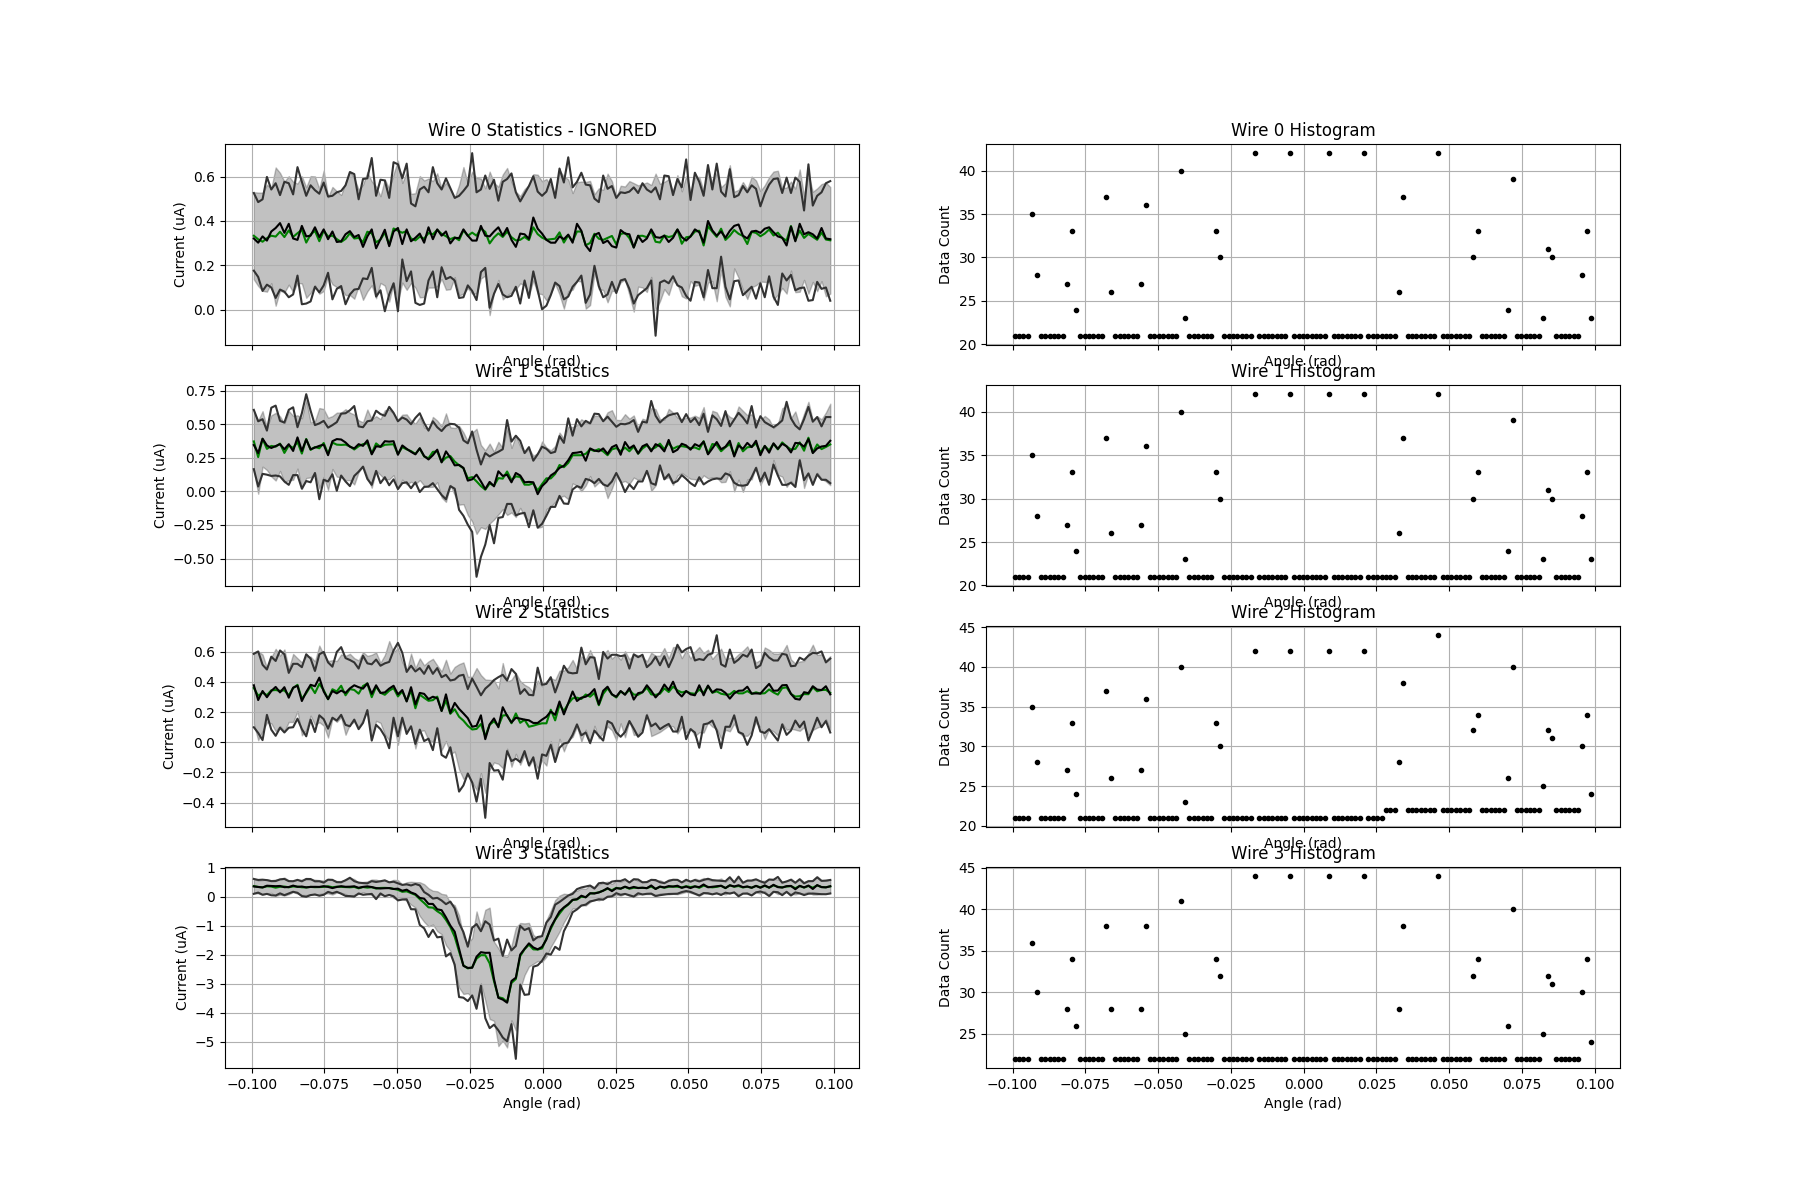 Wire 0 Statistics - IGNORED
Current (uA)
0.6
0.4
0.2
0.0
Angle (rad)
Wire 0 Histogram
Data Count
40
35
30
25
20
Angle (rad)
Wire 1 Statistics
Current (uA)
0.75
0.50
0.25
0.00
−0.25
−0.50
Angle (rad)
Wire 1 Histogram
Data Count
40
35
30
25
20
Angle (rad)
Wire 2 Statistics
Current (uA)
0.6
0.4
0.2
0.0
−0.2
−0.4
Angle (rad)
Wire 2 Histogram
Data Count
45
40
35
30
25
20
Angle (rad)
Wire 3 Statistics
Current (uA)
1
0
−1
−2
−3
−4
−5
−0.100 −0.075 −0.050 −0.025 0.000 0.025 0.050 0.075 0.100
Angle (rad)
Wire 3 Histogram
Data Count
45
40
35
30
25
−0.100 −0.075 −0.050 −0.025 0.000 0.025 0.050 0.075 0.100
Angle (rad)